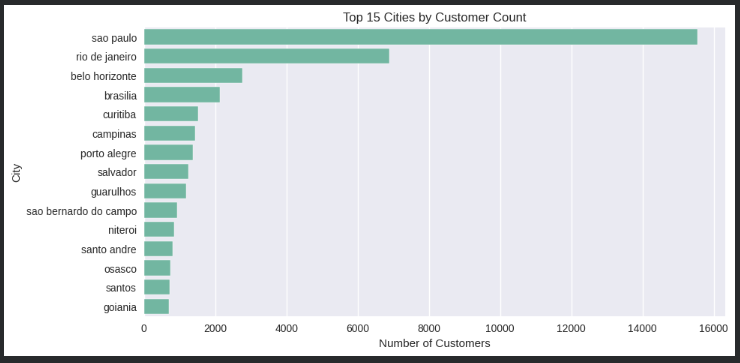 Top 15 Cities by Customer Count
sao paulo
rio de janeiro
belo horizonte
brasilia
curitiba
campinas
porto alegre
salvador
guarulhos
sao bernardo do campo
niteroi
santo andre
osasco
santos
goiania
City
0 2000 4000 6000 8000 10000 12000 14000 16000
Number of Customers